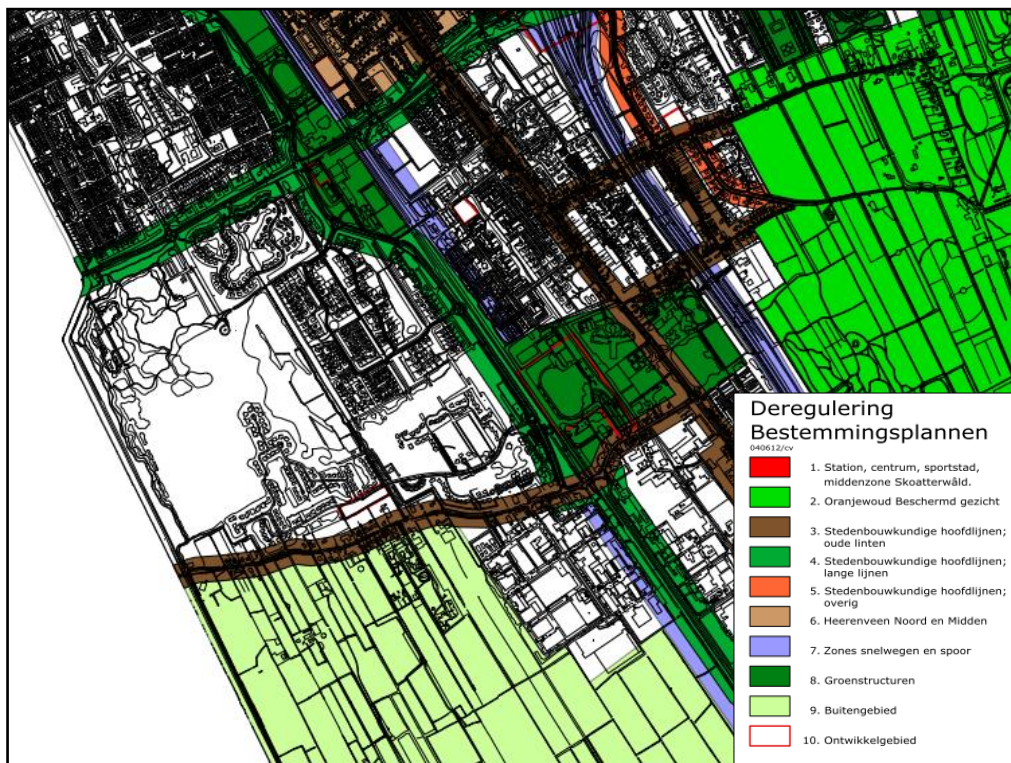 Deregulering
Bestemmingsplannen
040612/cv
1. Station, centrum, sportstad,
middenzone Skoatterwâld.
2. Oranjewoud Beschermd gezicht
3. Stedenbouwkundige hoofdlijnen;
oude linten
4. Stedenbouwkundige hoofdlijnen;
lange lijnen
5. Stedenbouwkundige hoofdlijnen;
overig
6. Heerenveen Noord en Midden
7. Zones snelwegen en spoor
8. Groenstructuren
9. Buitengebied
10. Ontwikkelgebied